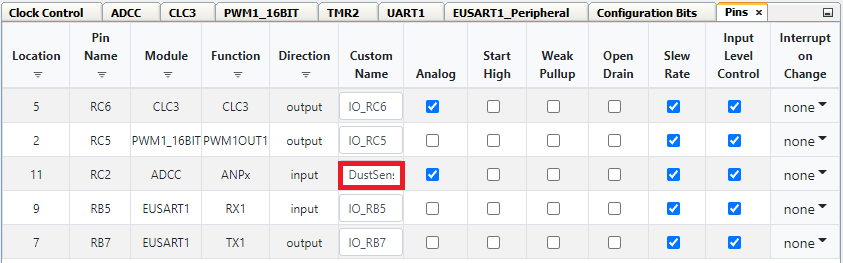 Clock Control ADCC CLC3 PWM1_16BIT TMR2 UART1 EUSART1_Peripheral Configuration Bits Pins ×
Location Pin Name Module Function Direction Custom Name Analog Start High Weak Pullup Open Drain Slew Rate Input Level Control Interrupt on Change
5 RC6 CLC3 CLC3 output IO_RC6 none
2 RC5 PWM1_16BIT PWM1OUT1 output IO_RC5 none
11 RC2 ADCC ANPx input DustSens none
9 RB5 EUSART1 RX1 input IO_RB5 none
7 RB7 EUSART1 TX1 output IO_RB7 none